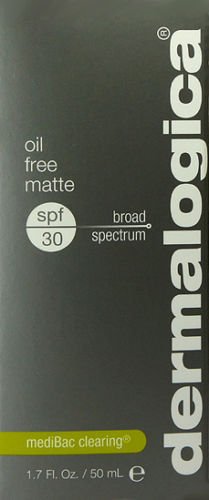 dermalogica®
oil
free
matte
spf
30
broad
spectrum
mediBac clearing®
1.7 Fl. Oz. / 50 mL ℮